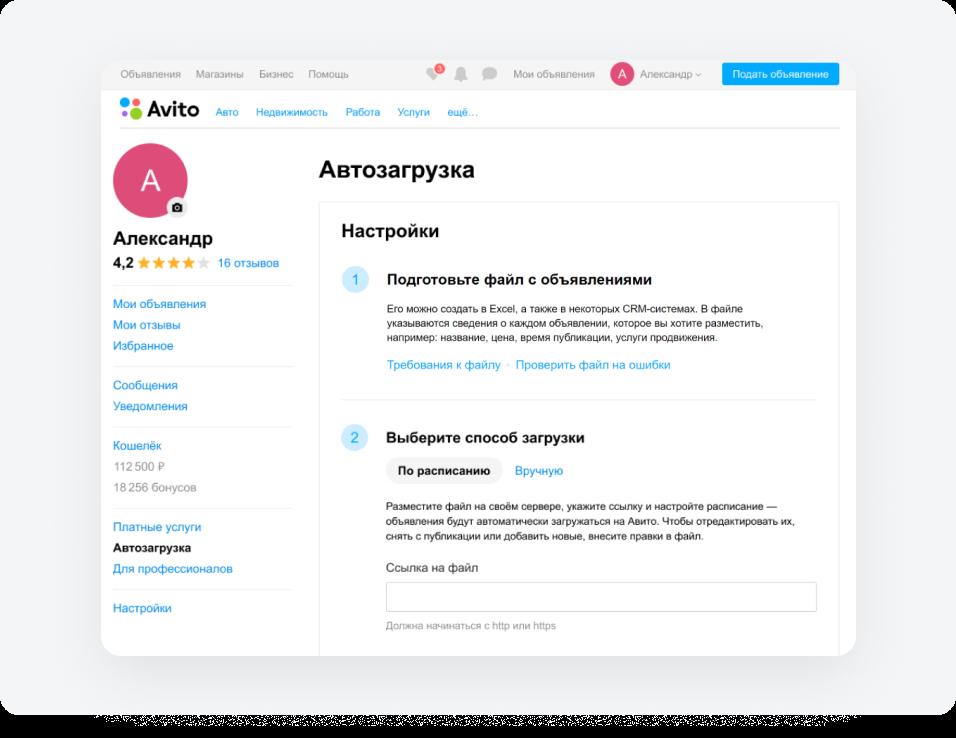 Объявления Магазины Бизнес Помощь 3 Мои объявления А Александр Подать объявление
Avito Авто Недвижимость Работа Услуги ещё...
А
Александр
4,2 16 отзывов
Мои объявления
Мои отзывы
Избранное
Сообщения
Уведомления
Кошелёк
112 500 ₽
18 256 бонусов
Платные услуги
Автозагрузка
Для профессионалов
Настройки
Автозагрузка
Настройки
1 Подготовьте файл с объявлениями
Его можно создать в Excel, а также в некоторых CRM-системах. В файле
указываются сведения о каждом объявлении, которое вы хотите разместить,
например: название, цена, время публикации, услуги продвижения.
Требования к файлу · Проверить файл на ошибки
2 Выберите способ загрузки
По расписанию Вручную
Разместите файл на своём сервере, укажите ссылку и настройте расписание —
объявления будут автоматически загружаться на Авито. Чтобы отредактировать их,
снять с публикации или добавить новые, внесите правки в файл.
Ссылка на файл
Должна начинаться с http или https